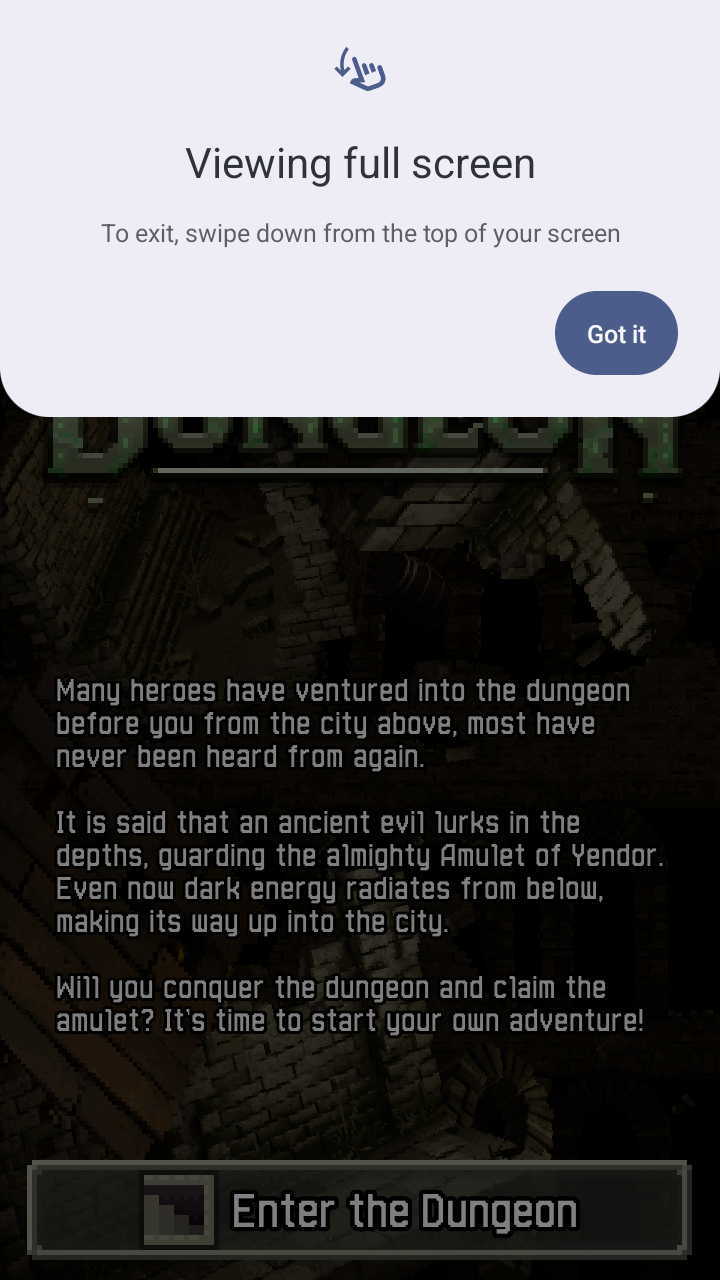 Viewing full screen
To exit, swipe down from the top of your screen
Got it
DUNGEON
Many heroes have ventured into the dungeon
before you from the city above, most have
never been heard from again.
It is said that an ancient evil lurks in the
depths, guarding the almighty Amulet of Yendor.
Even now dark energy radiates from below,
making its way up into the city.
Will you conquer the dungeon and claim the
amulet? It's time to start your own adventure!
Enter the Dungeon